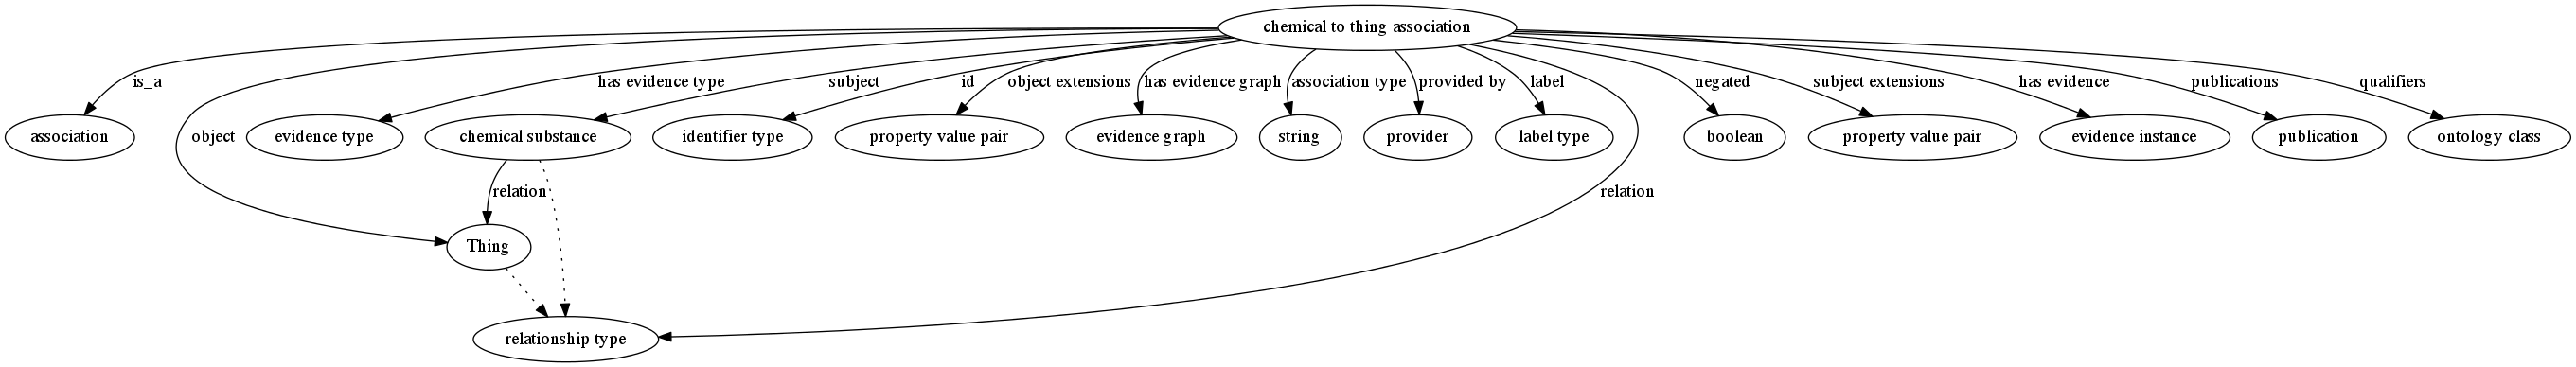 chemical to thing association
is_a
has evidence type
subject
id
object extensions
has evidence graph
association type
provided by
label
negated
subject extensions
has evidence
publications
qualifiers
association
object
evidence type
chemical substance
identifier type
property value pair
evidence graph
string
provider
label type
boolean
property value pair
evidence instance
publication
ontology class
relation
relation
Thing
relationship type